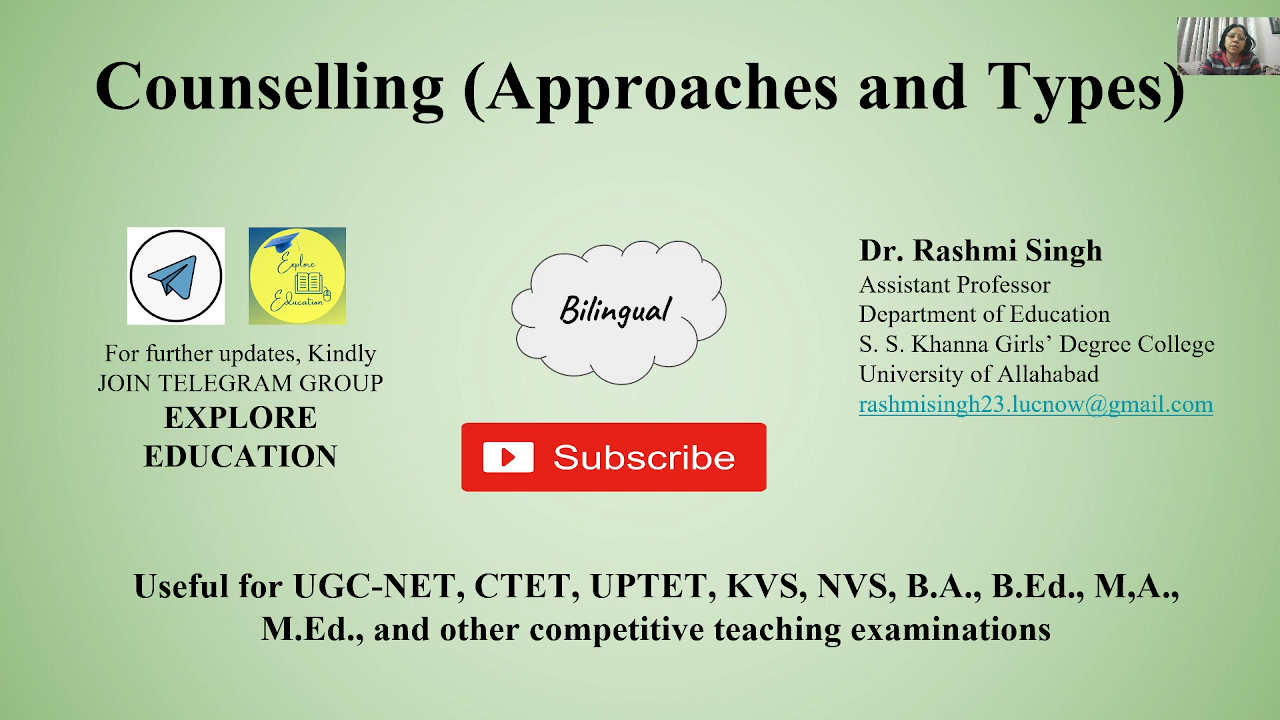 Counselling (Approaches and Types)
Explore
Education
For further updates, Kindly
JOIN TELEGRAM GROUP
EXPLORE
EDUCATION
Bilingual
Subscribe
Dr. Rashmi Singh
Assistant Professor
Department of Education
S. S. Khanna Girls’ Degree College
University of Allahabad
rashmisingh23.lucnow@gmail.com
Useful for UGC-NET, CTET, UPTET, KVS, NVS, B.A., B.Ed., M,A.,
M.Ed., and other competitive teaching examinations